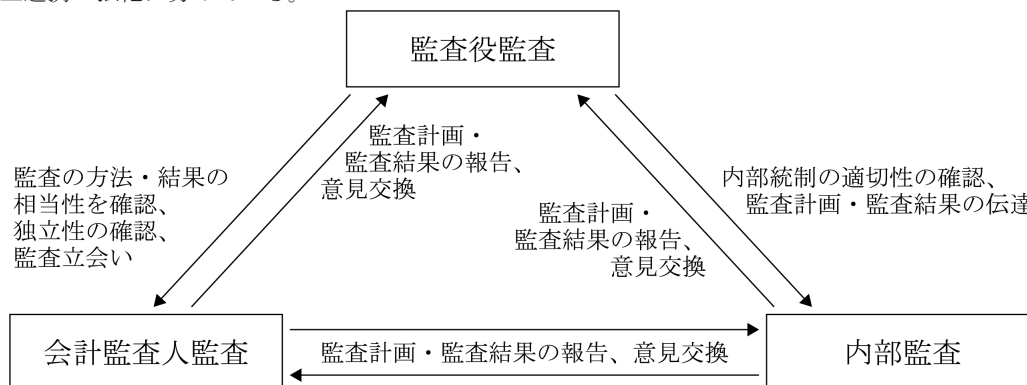 監査役監査
監査計画・
監査結果の報告、
意見交換
監査の方法・結果の
相当性を確認、
独立性の確認、
監査立会い
内部統制の適切性の確認、
監査計画・監査結果の伝達
監査計画・
監査結果の報告、
意見交換
会計監査人監査
監査計画・監査結果の報告、意見交換
内部監査